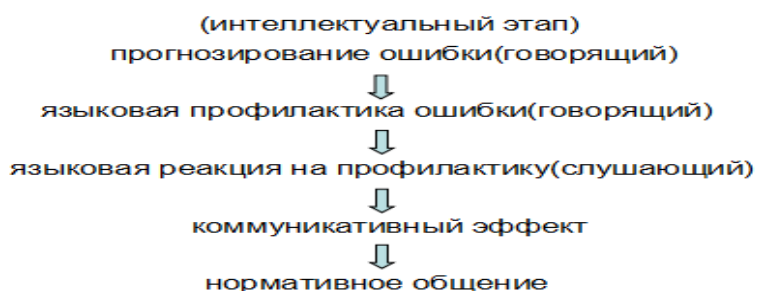 (интеллектуальный этап)
прогнозирование ошибки(говорящий)
языковая профилактика ошибки(говорящий)
языковая реакция на профилактику(слушающий)
коммуникативный эффект
нормативное общение